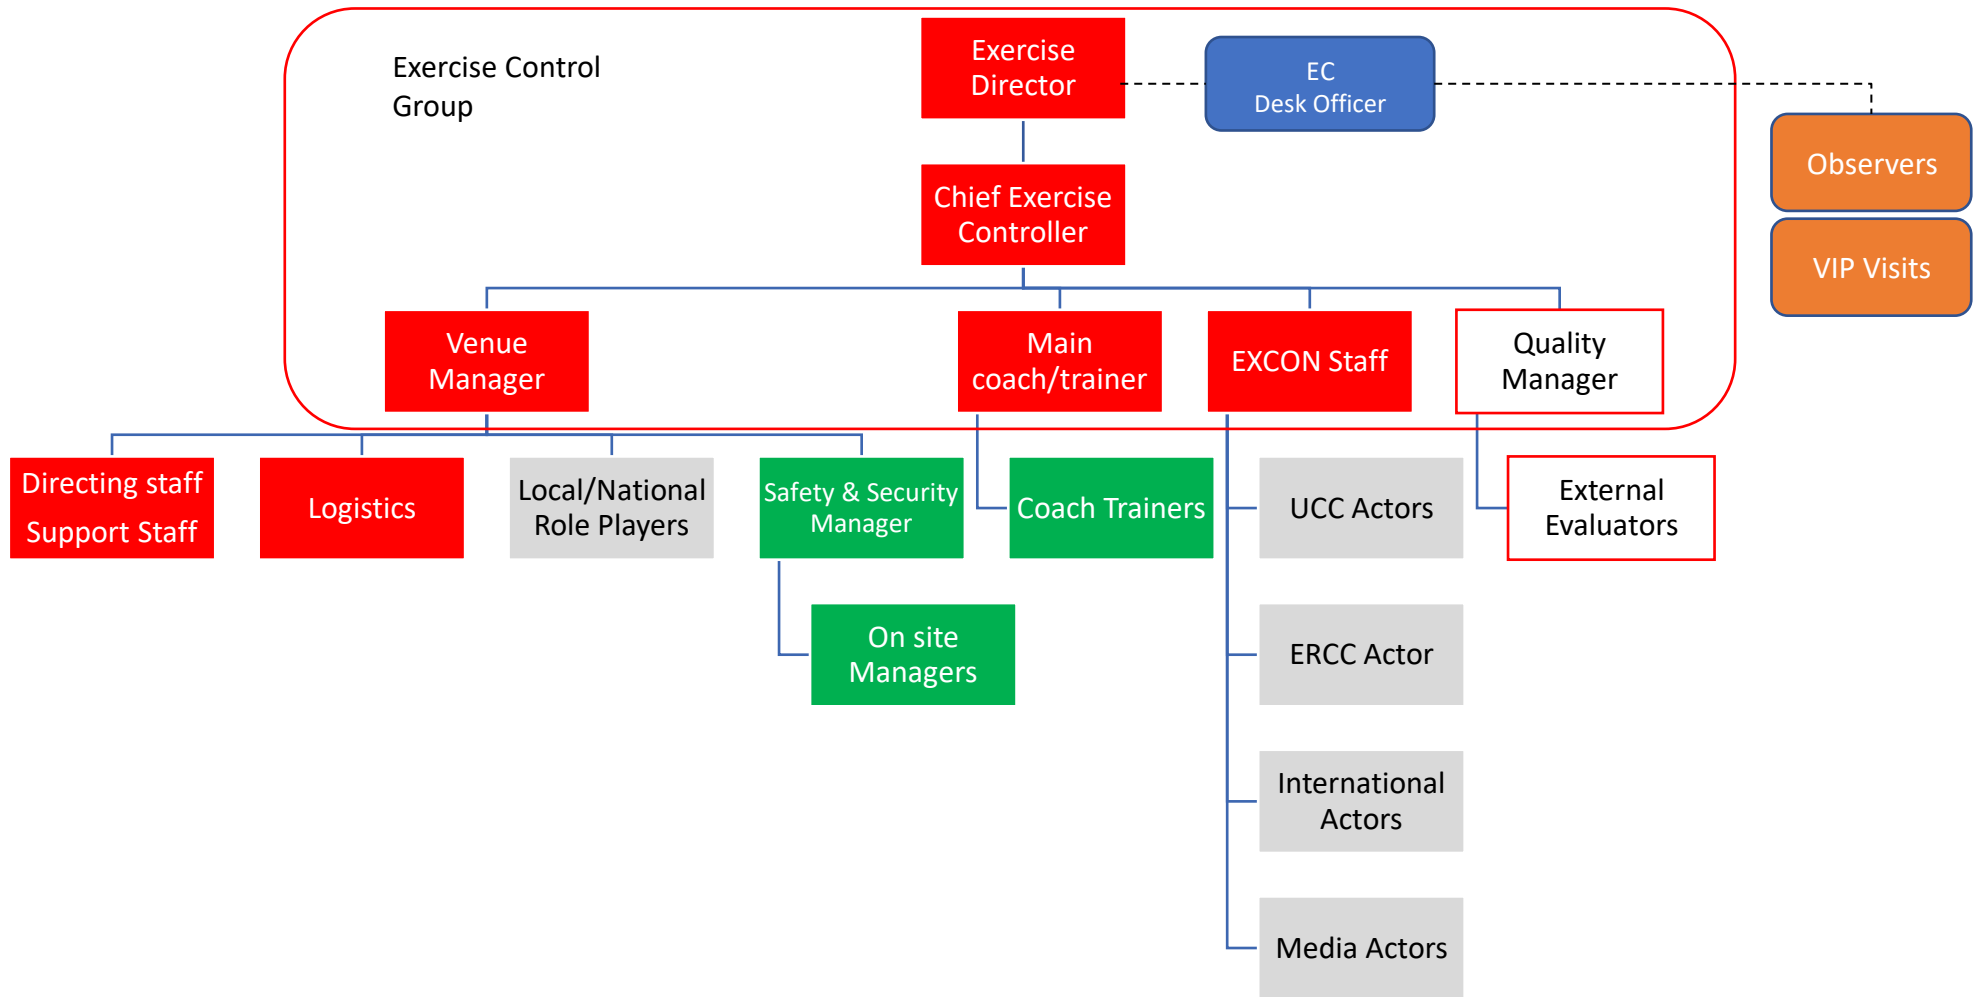 Exercise Control
Group
Exercise
Director
EC
Desk Officer
Observers
VIP Visits
Chief Exercise
Controller
Venue
Manager
Main
coach/trainer
EXCON Staff
Quality
Manager
Directing staff
Support Staff
Logistics
Local/National
Role Players
Safety & Security
Manager
Coach Trainers
UCC Actors
External
Evaluators
On site
Managers
ERCC Actor
International
Actors
Media Actors